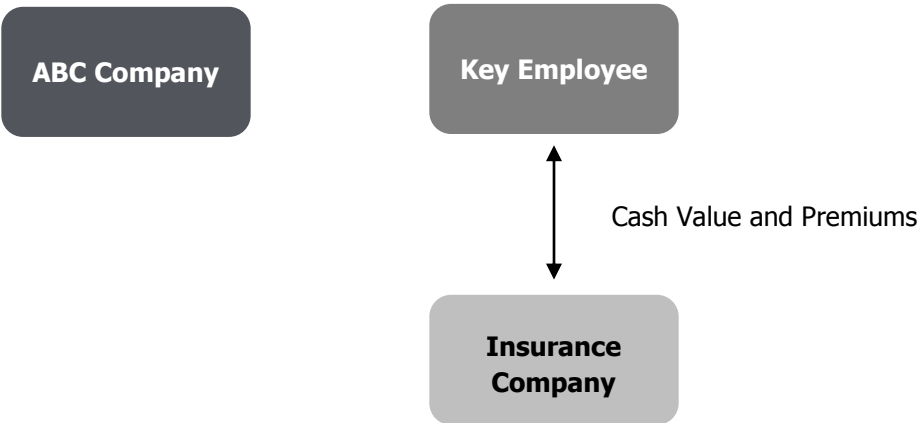 ABC Company
Key Employee
Cash Value and Premiums
Insurance
Company